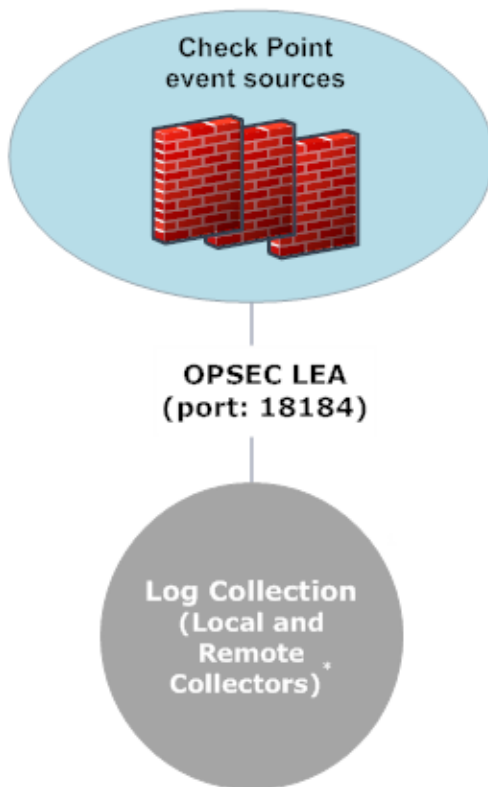 Check Point
event sources
OPSEC LEA
(port: 18184)
Log Collection
(Local and
Remote
Collectors)*